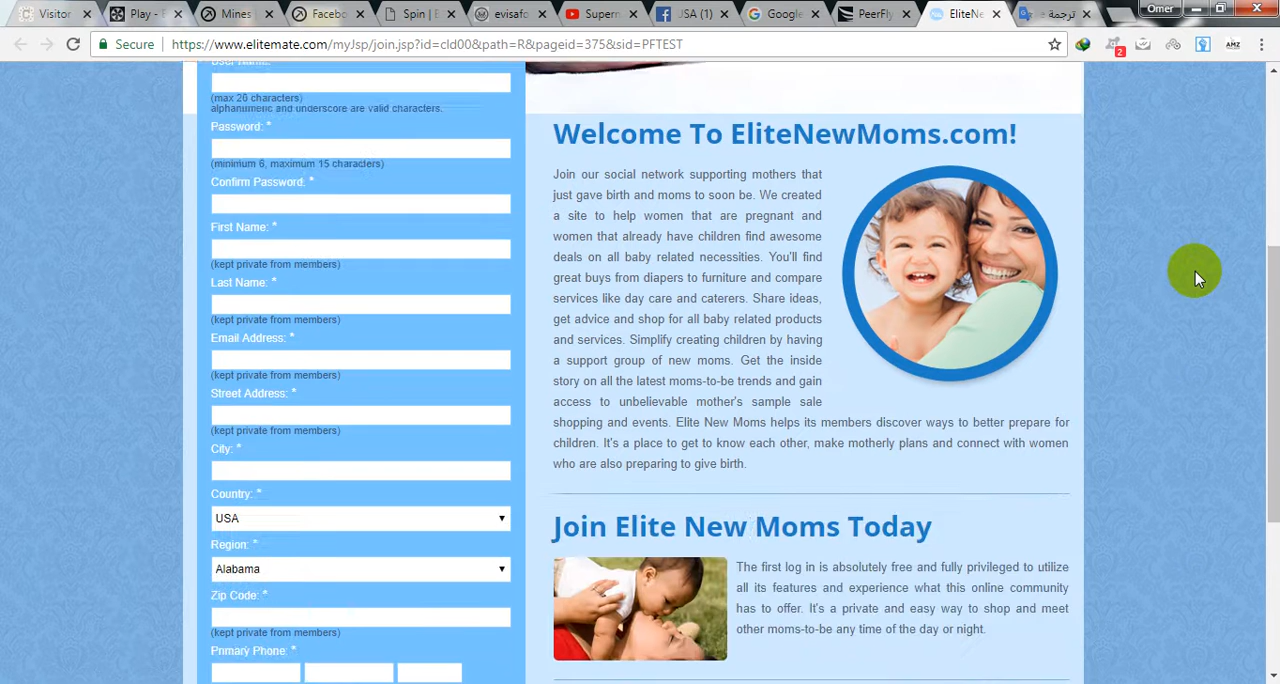 Visitor
Play -
Mines
Facebo
Spin | E
evisafo
Supern
USA (1)
Google
PeerFly
EliteNe
ترجمة
Omer
Secure
https://www.elitemate.com/myJsp/join.jsp?id=cld00&path=R&pageid=375&sid=PFTEST
2
AMZ
User Name:
(max 26 characters)
alphanumeric and underscore are valid characters.
Password: *
(minimum 6, maximum 15 characters)
Confirm Password: *
First Name: *
(kept private from members)
Last Name: *
(kept private from members)
Email Address: *
(kept private from members)
Street Address: *
(kept private from members)
City: *
Country: *
USA
Region: *
Alabama
Zip Code: *
(kept private from members)
Primary Phone: *
Welcome To EliteNewMoms.com!
Join our social network supporting mothers that
just gave birth and moms to soon be. We created
a site to help women that are pregnant and
women that already have children find awesome
deals on all baby related necessities. You'll find
great buys from diapers to furniture and compare
services like day care and caterers. Share ideas,
get advice and shop for all baby related products
and services. Simplify creating children by having
a support group of new moms. Get the inside
story on all the latest moms-to-be trends and gain
access to unbelievable mother's sample sale
shopping and events. Elite New Moms helps its members discover ways to better prepare for
children. It's a place to get to know each other, make motherly plans and connect with women
who are also preparing to give birth.
Join Elite New Moms Today
The first log in is absolutely free and fully privileged to utilize
all its features and experience what this online community
has to offer. It's a private and easy way to shop and meet
other moms-to-be any time of the day or night.